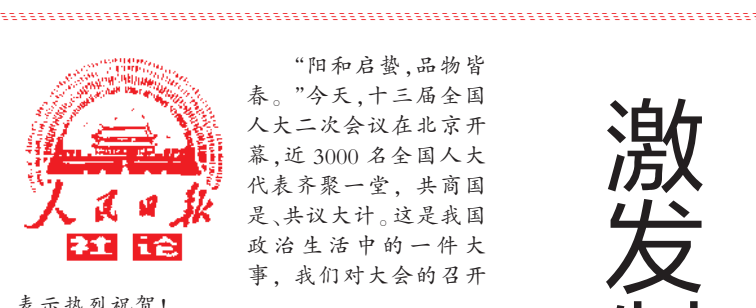 人民日报
社论
“阳和启蛰,品物皆
春。”今天,十三届全国
人大二次会议在北京开
幕,近 3000 名全国人大
代表齐聚一堂, 共商国
是、共议大计。这是我国
政治生活中的一件大
事, 我们对大会的召开
表示热烈祝贺!
激发